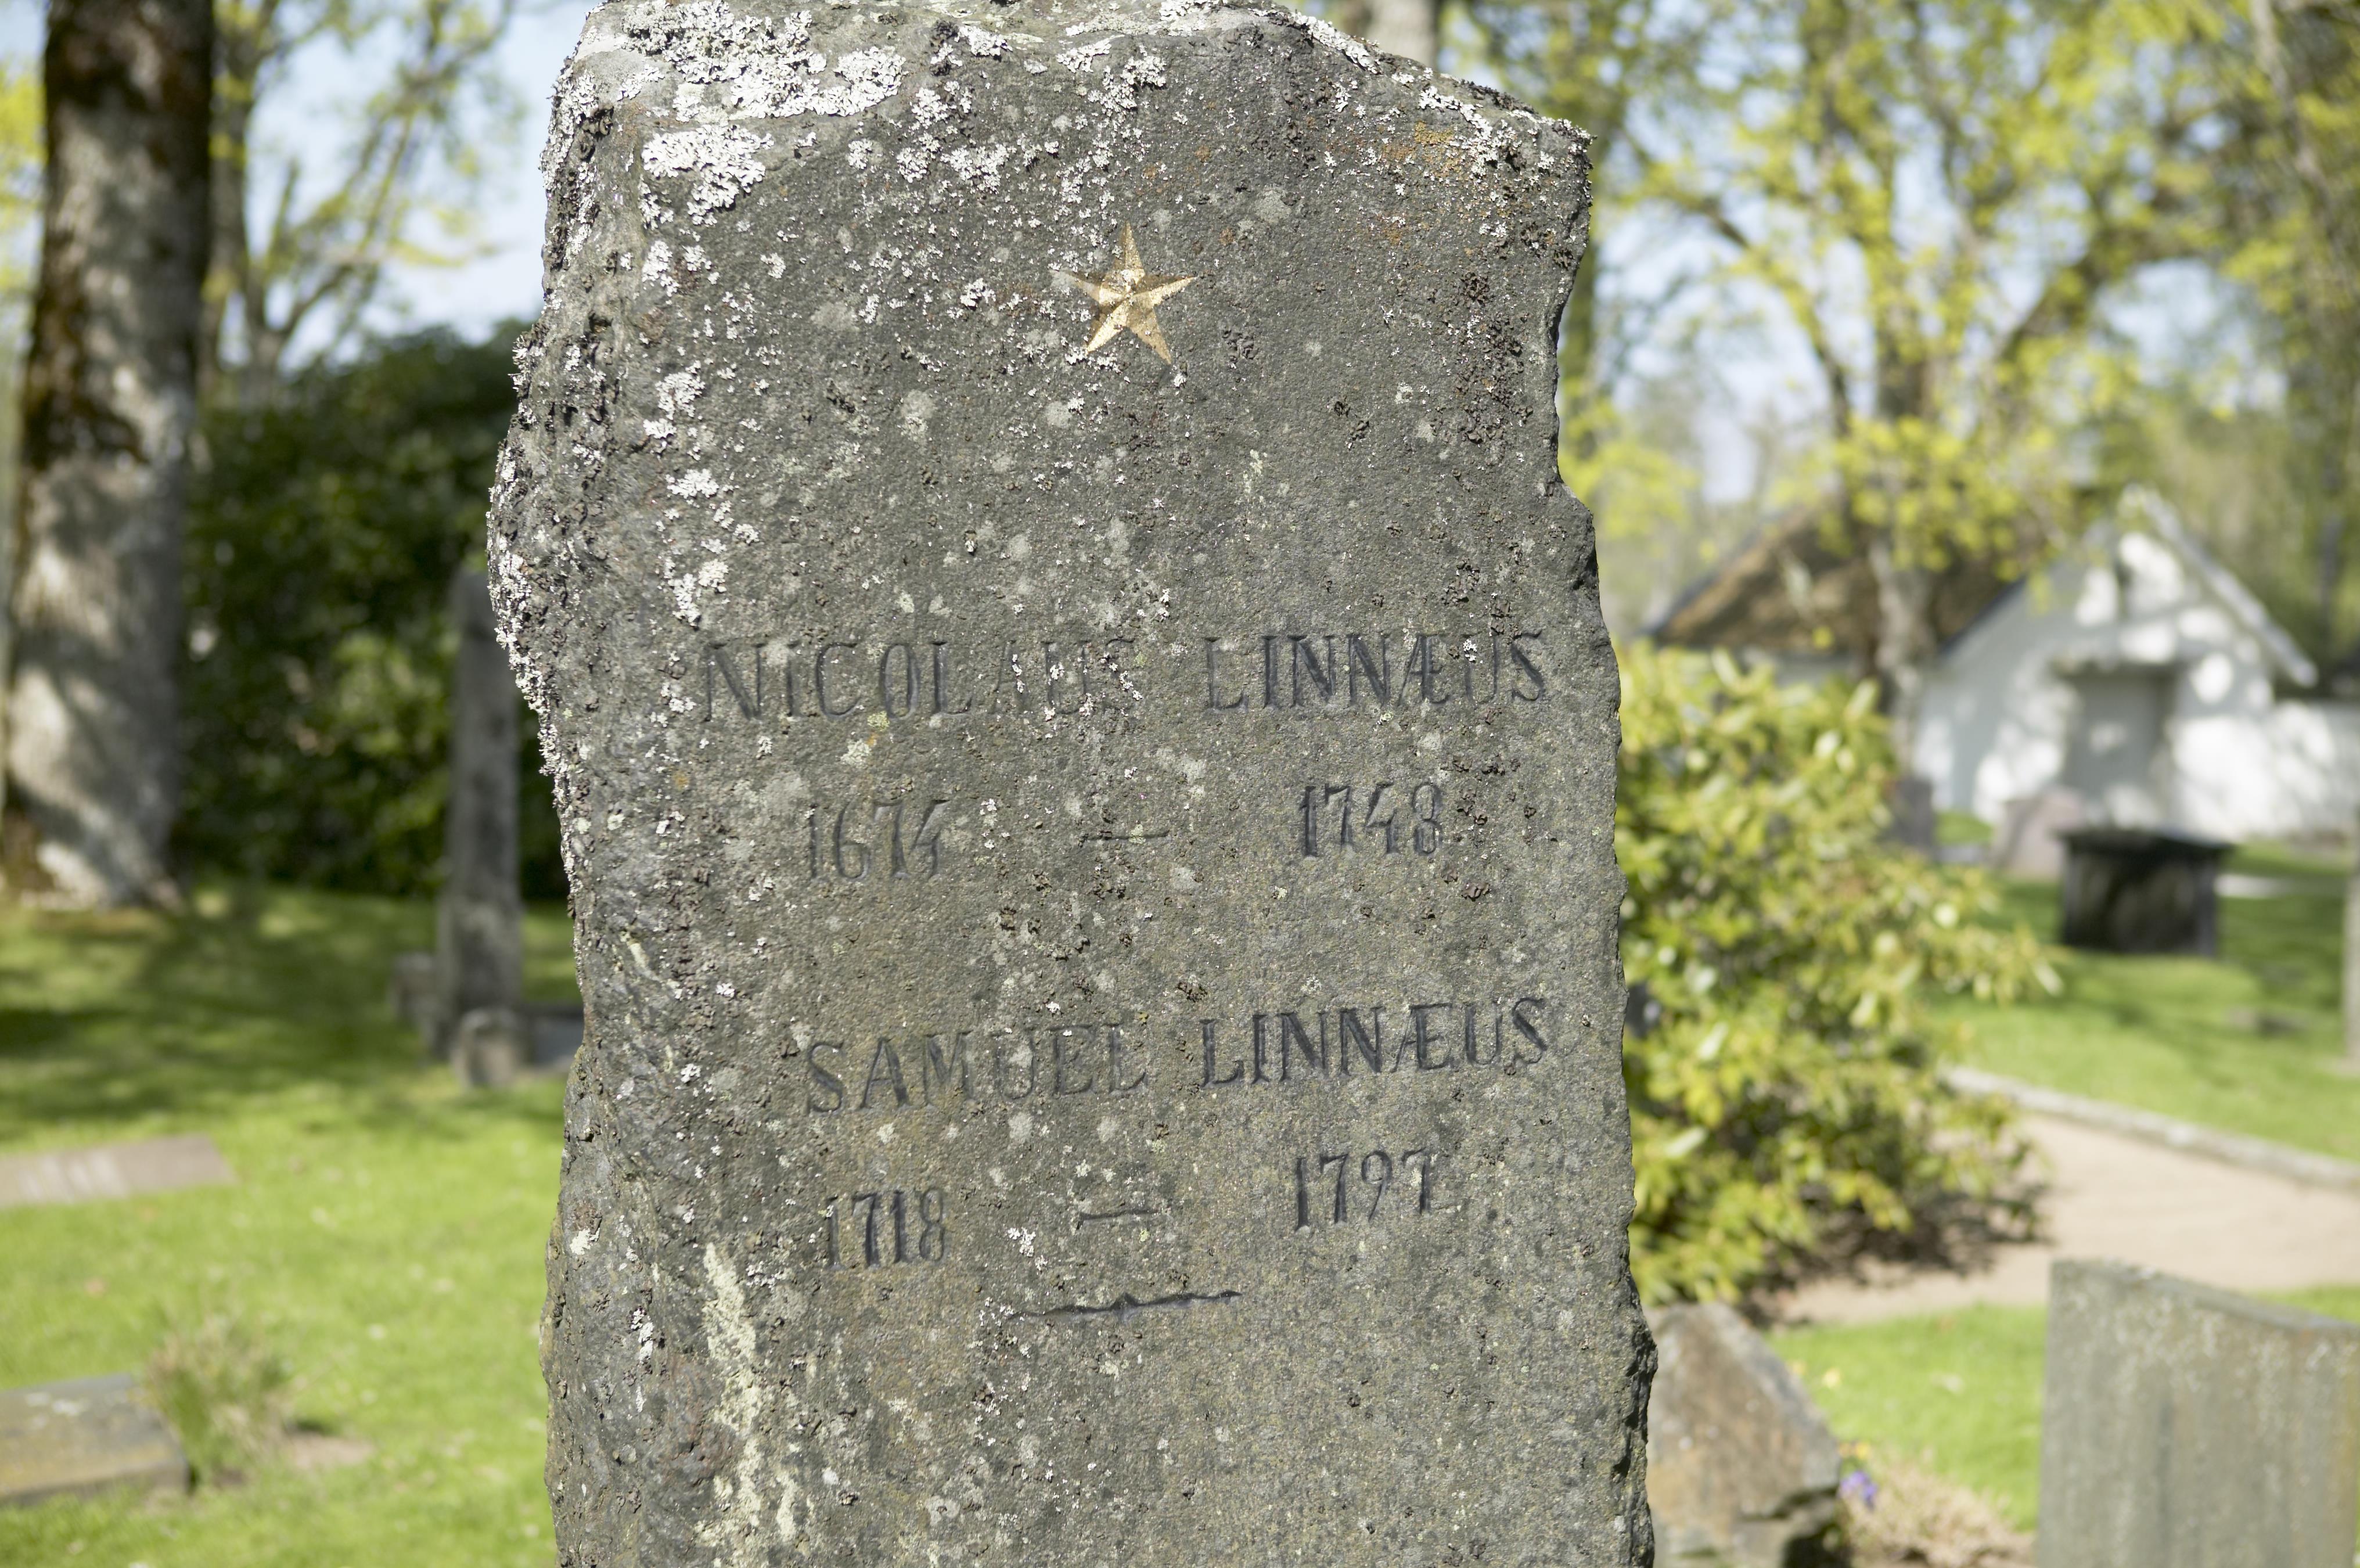 NICOLAUS LINNÆUS
1674 — 1748
SAMUEL LINNÆUS
1718 — 1797